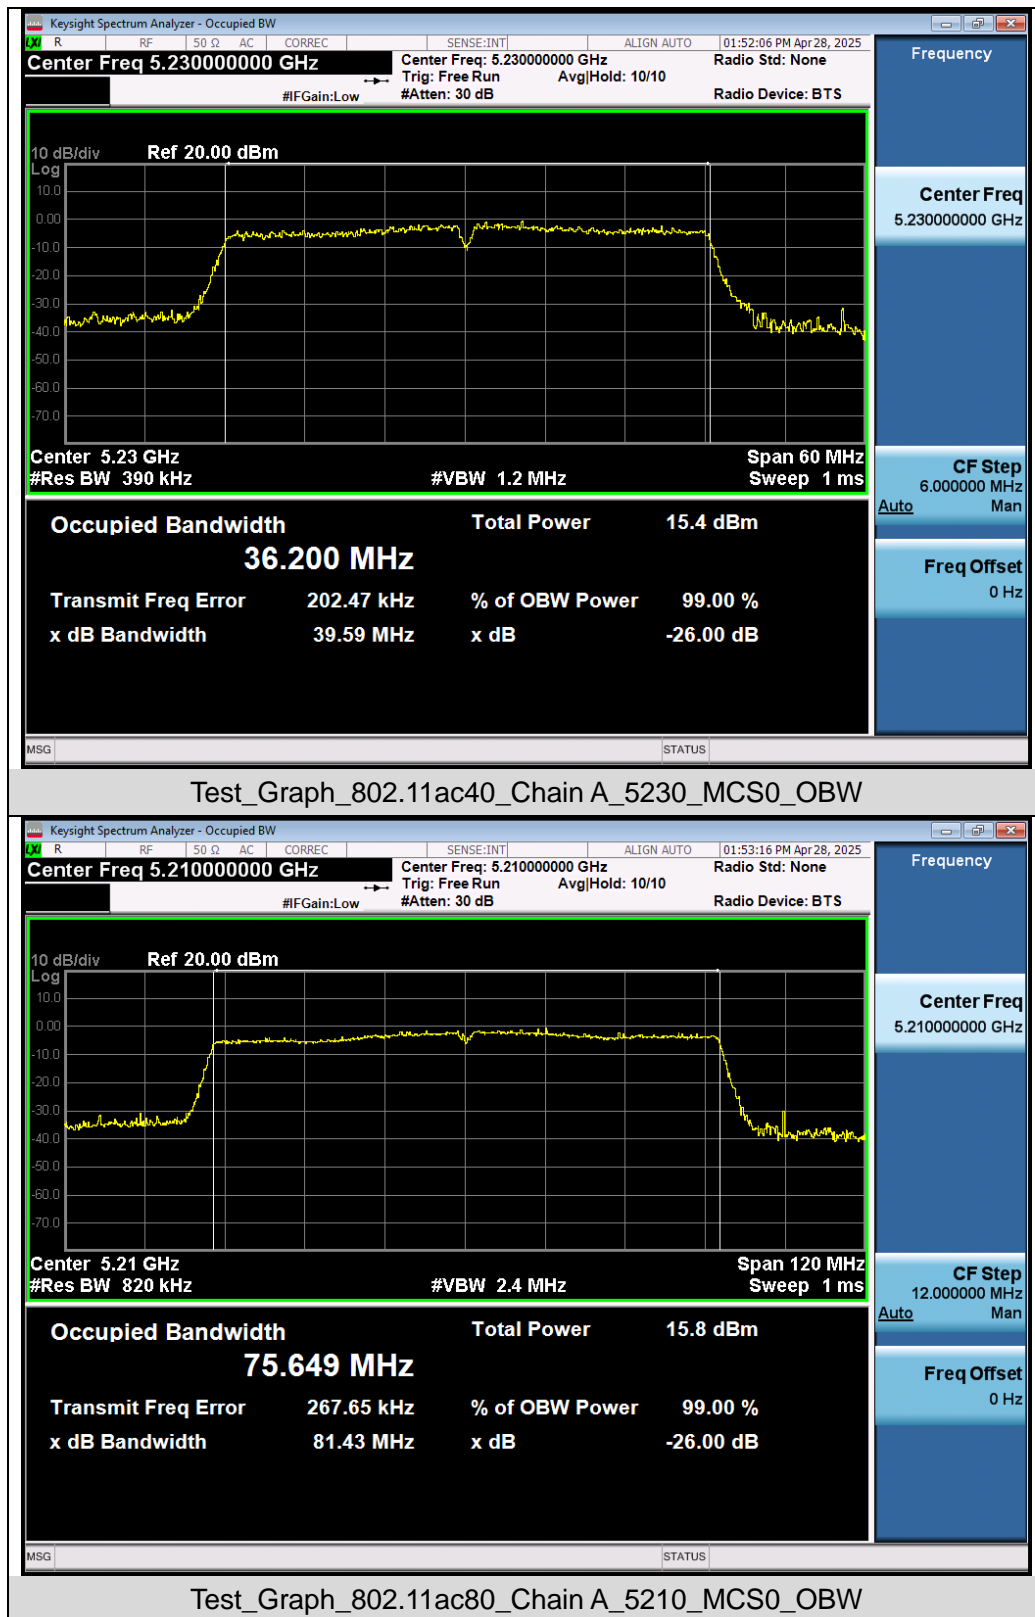 Keysight Spectrum Analyzer - Occupied BW
LXI R RF 50 Ω AC CORREC SENSE:INT ALIGN AUTO 01:52:06 PM Apr 28, 2025
Center Freq 5.230000000 GHz
Center Freq: 5.230000000 GHz Radio Std: None
Trig: Free Run Avg|Hold: 10/10
#IFGain:Low #Atten: 30 dB Radio Device: BTS
10 dB/div Ref 20.00 dBm
Log
10.0
0.00
-10.0
-20.0
-30.0
-40.0
-50.0
-60.0
-70.0
Center 5.23 GHz Span 60 MHz
#Res BW 390 kHz #VBW 1.2 MHz Sweep 1 ms
Occupied Bandwidth Total Power 15.4 dBm
36.200 MHz
Transmit Freq Error 202.47 kHz % of OBW Power 99.00 %
x dB Bandwidth 39.59 MHz x dB -26.00 dB
MSG STATUS
Frequency
Center Freq
5.230000000 GHz
CF Step
6.000000 MHz
Auto Man
Freq Offset
0 Hz
Test_Graph_802.11ac40_Chain A_5230_MCS0_OBW
Keysight Spectrum Analyzer - Occupied BW
LXI R RF 50 Ω AC CORREC SENSE:INT ALIGN AUTO 01:53:16 PM Apr 28, 2025
Center Freq 5.210000000 GHz
Center Freq: 5.210000000 GHz Radio Std: None
Trig: Free Run Avg|Hold: 10/10
#IFGain:Low #Atten: 30 dB Radio Device: BTS
10 dB/div Ref 20.00 dBm
Log
10.0
0.00
-10.0
-20.0
-30.0
-40.0
-50.0
-60.0
-70.0
Center 5.21 GHz Span 120 MHz
#Res BW 820 kHz #VBW 2.4 MHz Sweep 1 ms
Occupied Bandwidth Total Power 15.8 dBm
75.649 MHz
Transmit Freq Error 267.65 kHz % of OBW Power 99.00 %
x dB Bandwidth 81.43 MHz x dB -26.00 dB
MSG STATUS
Frequency
Center Freq
5.210000000 GHz
CF Step
12.000000 MHz
Auto Man
Freq Offset
0 Hz
Test_Graph_802.11ac80_Chain A_5210_MCS0_OBW